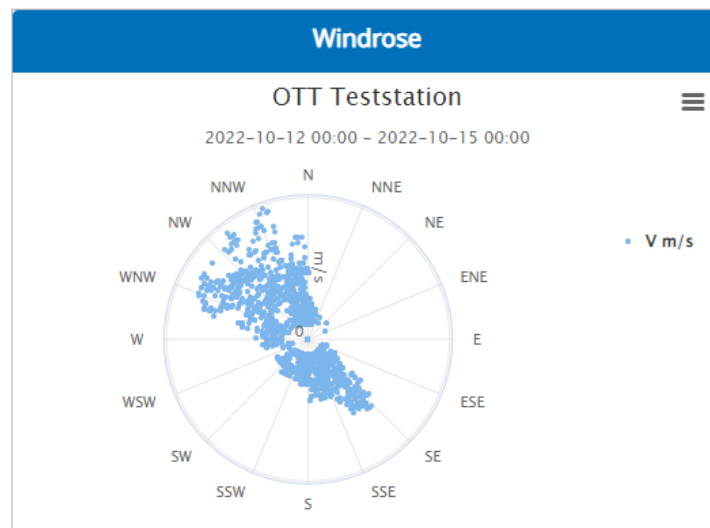 Windrose
OTT Teststation
2022-10-12 00:00 - 2022-10-15 00:00
N
NNW
NNE
NW
NE
V m/s
m/s
WNW
ENE
0
W
E
WSW
ESE
SW
SE
SSW
SSE
S